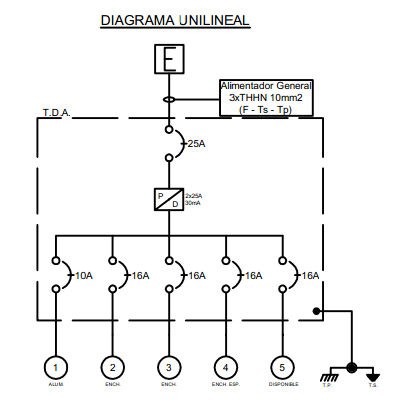 DIAGRAMA UNILINEAL
E
Alimentador General
3xTHHN 10mm2
(F - Ts - Tp)
T.D.A.
25A
P
D
2x25A
30mA
10A
16A
16A
16A
16A
1
2
3
4
5
ALUM.
ENCH.
ENCH.
ENCH. ESP.
DISPONIBLE
T.P.
T.S.